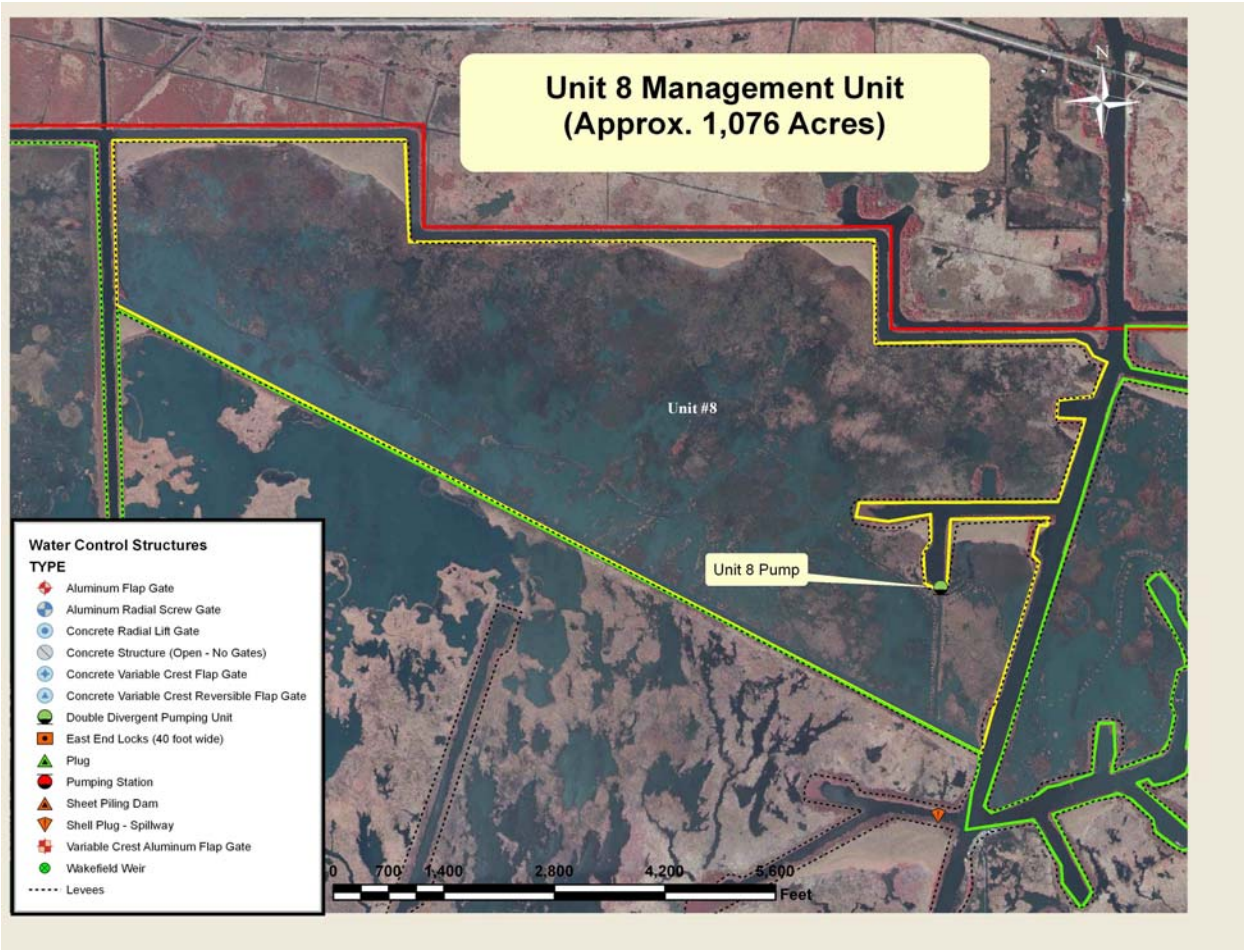 Unit 8 Management Unit
(Approx. 1,076 Acres)
N
Unit #8
Unit 8 Pump
Water Control Structures
TYPE
Aluminum Flap Gate
Aluminum Radial Screw Gate
Concrete Radial Lift Gate
Concrete Structure (Open - No Gates)
Concrete Variable Crest Flap Gate
Concrete Variable Crest Reversible Flap Gate
Double Divergent Pumping Unit
East End Locks (40 foot wide)
Plug
Pumping Station
Sheet Piling Dam
Shell Plug - Spillway
Variable Crest Aluminum Flap Gate
Wakefield Weir
Levees
0 700 1,400 2,800 4,200 5,600
Feet